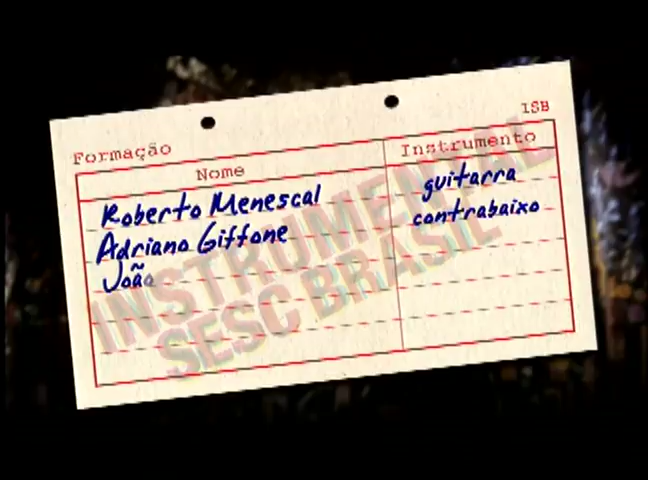 ISB
Formação
Nome Instrumento
Roberto Menescal guitarra
Adriano Giffone contrabaixo
João
INSTRUMENTAL
SESC BRASIL